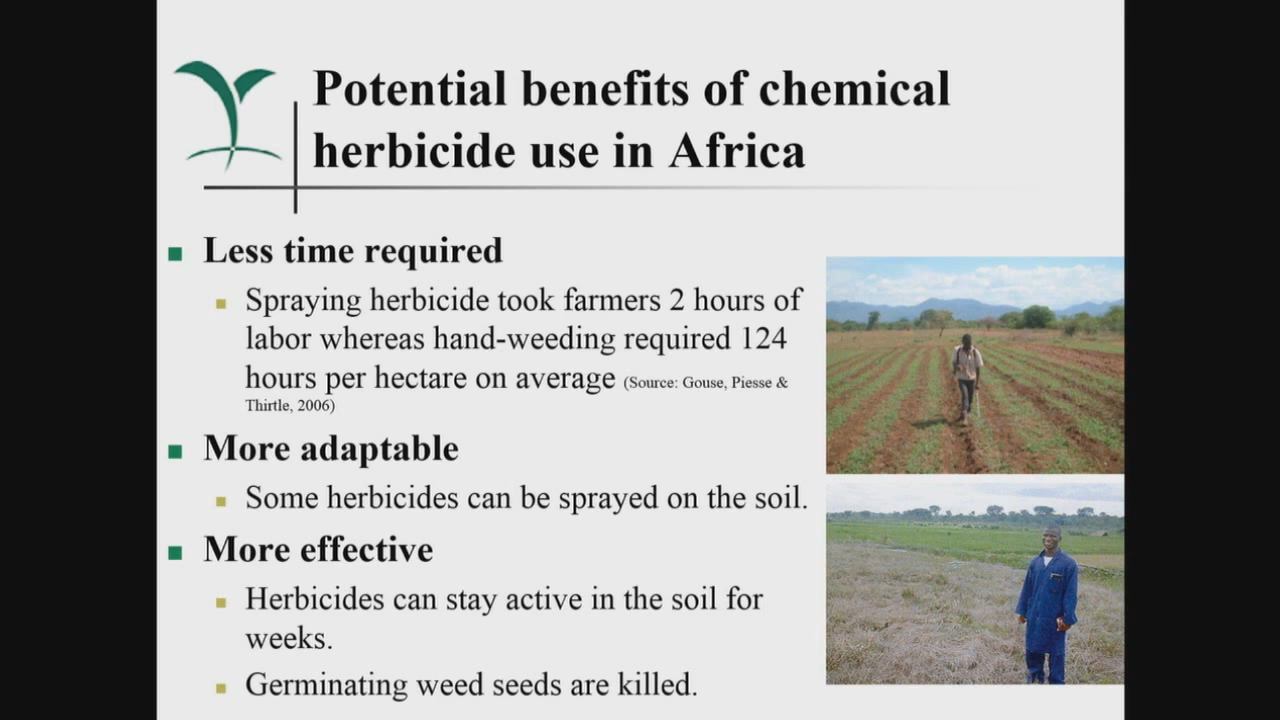 Potential benefits of chemical
herbicide use in Africa
Less time required
Spraying herbicide took farmers 2 hours of
labor whereas hand-weeding required 124
hours per hectare on average (Source: Gouse, Piesse &
Thirtle, 2006)
More adaptable
Some herbicides can be sprayed on the soil.
More effective
Herbicides can stay active in the soil for
weeks.
Germinating weed seeds are killed.